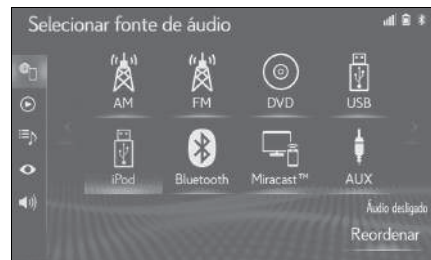 Selecionar fonte de áudio
AM FM DVD USB
iPod Bluetooth Miracast™ AUX
Áudio desligado
Reordenar